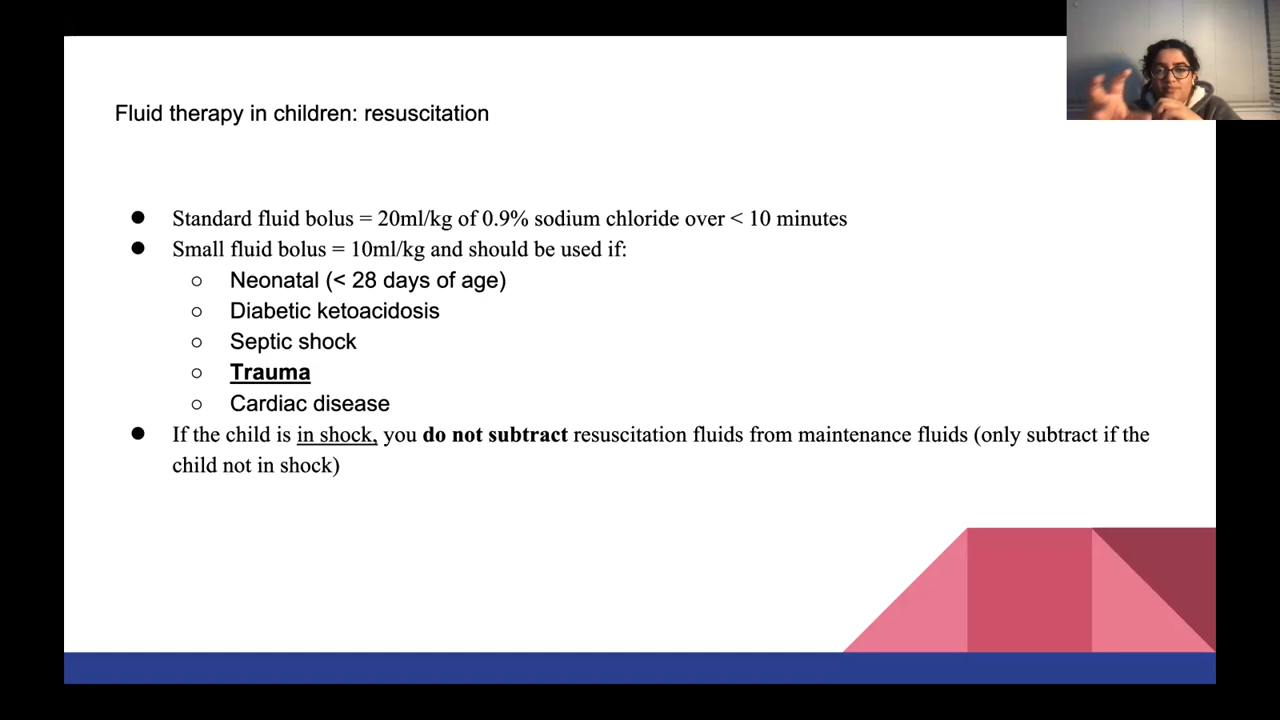 Fluid therapy in children: resuscitation
● Standard fluid bolus = 20ml/kg of 0.9% sodium chloride over < 10 minutes
● Small fluid bolus = 10ml/kg and should be used if:
○ Neonatal (< 28 days of age)
○ Diabetic ketoacidosis
○ Septic shock
○ Trauma
○ Cardiac disease
● If the child is in shock, you do not subtract resuscitation fluids from maintenance fluids (only subtract if the
child not in shock)